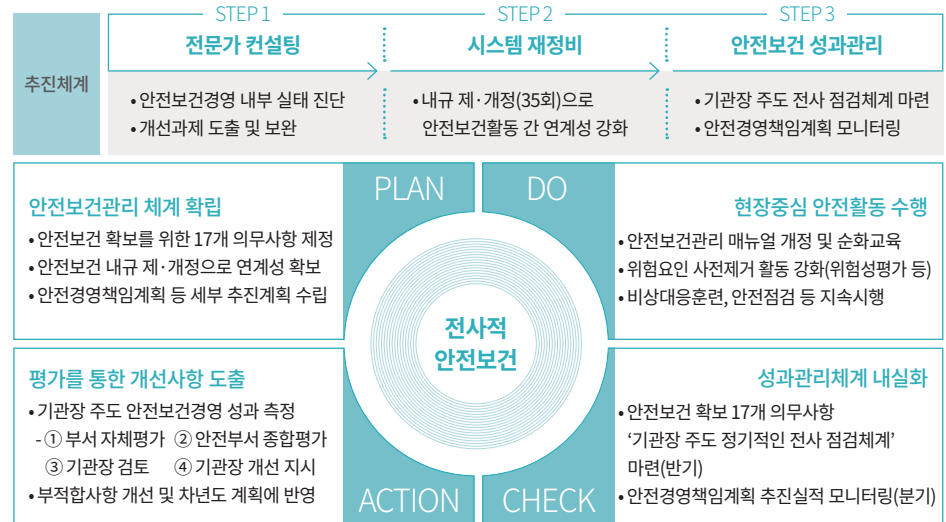 추진체계
STEP 1
전문가 컨설팅
• 안전보건경영 내부 실태 진단
• 개선과제 도출 및 보완
STEP 2
시스템 재정비
• 내규 제·개정(35회)으로
안전보건활동 간 연계성 강화
STEP 3
안전보건 성과관리
• 기관장 주도 전사 점검체계 마련
• 안전경영책임계획 모니터링
PLAN
안전보건관리 체계 확립
• 안전보건 확보를 위한 17개 의무사항 제정
• 안전보건 내규 제·개정으로 연계성 확보
• 안전경영책임계획 등 세부 추진계획 수립
DO
현장중심 안전활동 수행
• 안전보건관리 매뉴얼 개정 및 순화교육
• 위험요인 사전제거 활동 강화(위험성평가 등)
• 비상대응훈련, 안전점검 등 지속시행
전사적
안전보건
평가를 통한 개선사항 도출
• 기관장 주도 안전보건경영 성과 측정
- ① 부서 자체평가 ② 안전부서 종합평가
③ 기관장 검토 ④ 기관장 개선 지시
• 부적합사항 개선 및 차년도 계획에 반영
ACTION
성과관리체계 내실화
• 안전보건 확보 17개 의무사항
‘기관장 주도 정기적인 전사 점검체계’
마련(반기)
• 안전경영책임계획 추진실적 모니터링(분기)
CHECK